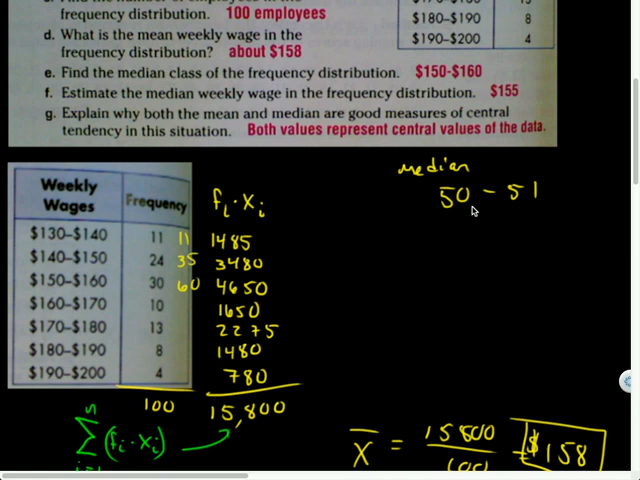 frequency distribution. 100 employees
d. What is the mean weekly wage in the
frequency distribution? about $158
e. Find the median class of the frequency distribution. $150-$160
f. Estimate the median weekly wage in the frequency distribution. $155
g. Explain why both the mean and median are good measures of central
tendency in this situation. Both values represent central values of the data.
$180–$190 8
$190–$200 4
Weekly Wages Frequency fi · xi
$130–$140 11 11 1485
$140–$150 24 35 3480
$150–$160 30 60 4650
$160–$170 10 1650
$170–$180 13 2275
$180–$190 8 1480
$190–$200 4 780
100 15,800
median
50 – 51
n
∑ (fi · xi)
x̄ = 15800 = $158